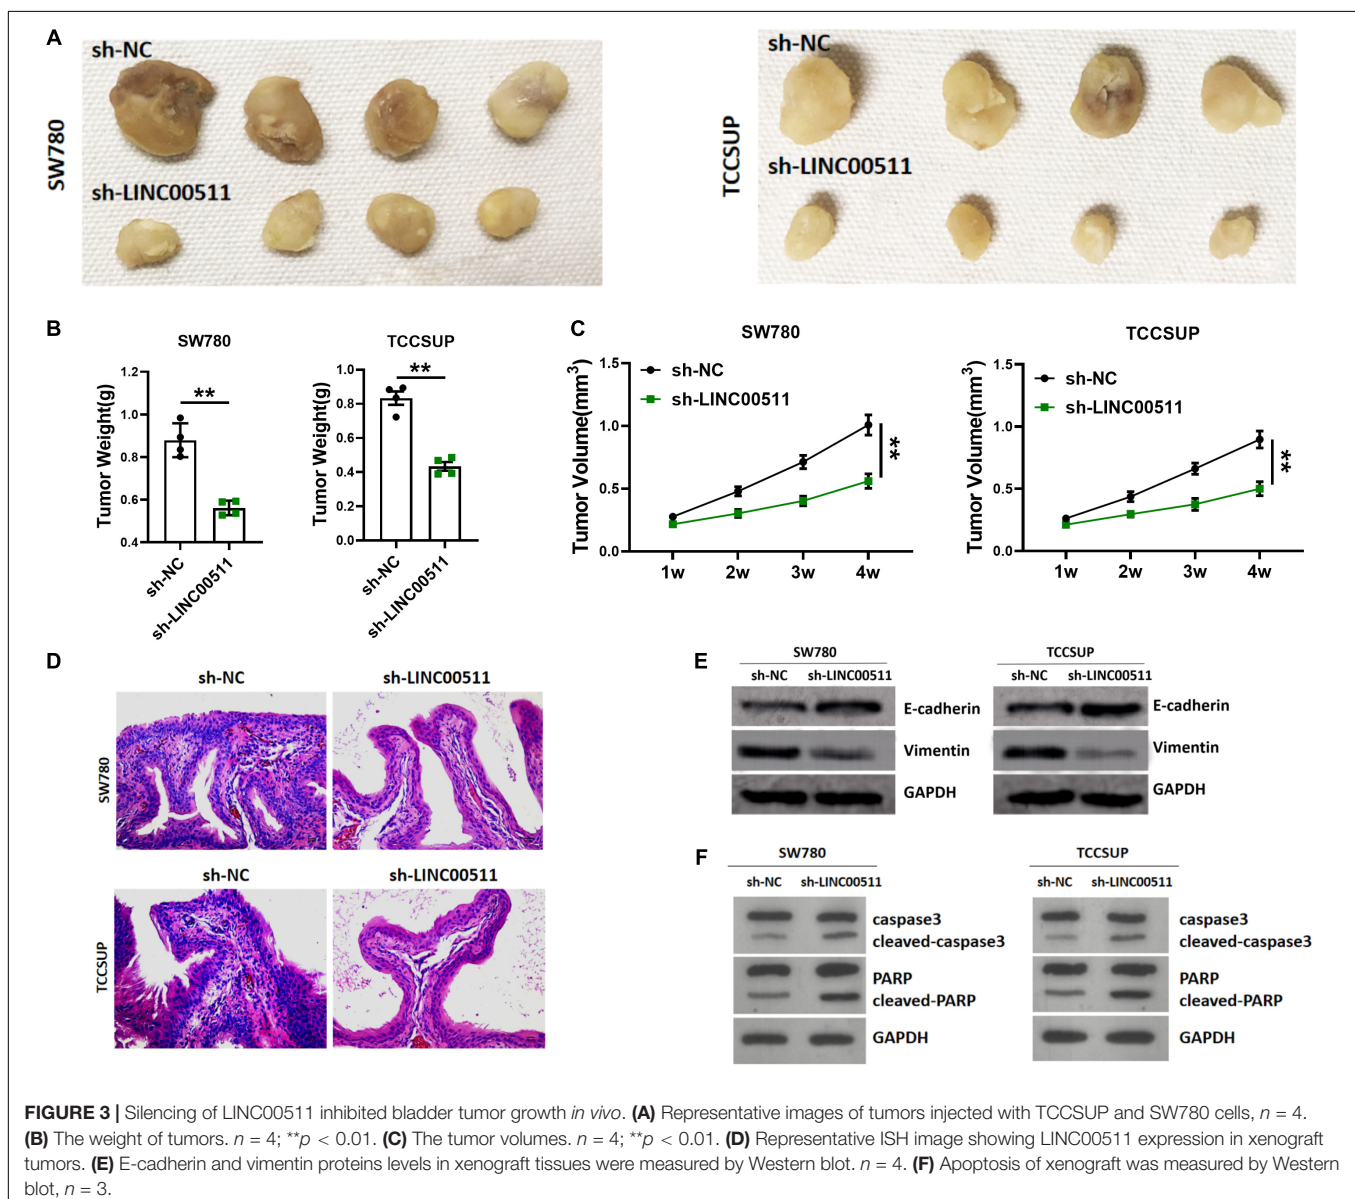 A
sh-NC
SW780
sh-LINC00511
sh-NC
TCCSUP
sh-LINC00511
B
SW780
Tumor Weight(g)
1.2
1.0
0.8
0.6
0.4
**
sh-NC
sh-LINC00511
TCCSUP
Tumor Weight(g)
1.0
0.8
0.6
0.4
0.2
0.0
**
sh-NC
sh-LINC00511
C
SW780
Tumor Volume(mm³)
1.5
1.0
0.5
0.0
sh-NC
sh-LINC00511
**
1w 2w 3w 4w
TCCSUP
Tumor Volume(mm³)
1.5
1.0
0.5
0.0
sh-NC
sh-LINC00511
**
1w 2w 3w 4w
D
sh-NC sh-LINC00511
SW780
sh-NC sh-LINC00511
TCCSUP
E
SW780
sh-NC sh-LINC00511
E-cadherin
Vimentin
GAPDH
TCCSUP
sh-NC sh-LINC00511
E-cadherin
Vimentin
GAPDH
F
SW780
sh-NC sh-LINC00511
caspase3
cleaved-caspase3
PARP
cleaved-PARP
GAPDH
TCCSUP
sh-NC sh-LINC00511
caspase3
cleaved-caspase3
PARP
cleaved-PARP
GAPDH
FIGURE 3 | Silencing of LINC00511 inhibited bladder tumor growth in vivo. (A) Representative images of tumors injected with TCCSUP and SW780 cells, n = 4.
(B) The weight of tumors. n = 4; **p < 0.01. (C) The tumor volumes. n = 4; **p < 0.01. (D) Representative ISH image showing LINC00511 expression in xenograft
tumors. (E) E-cadherin and vimentin proteins levels in xenograft tissues were measured by Western blot. n = 4. (F) Apoptosis of xenograft was measured by Western
blot, n = 3.